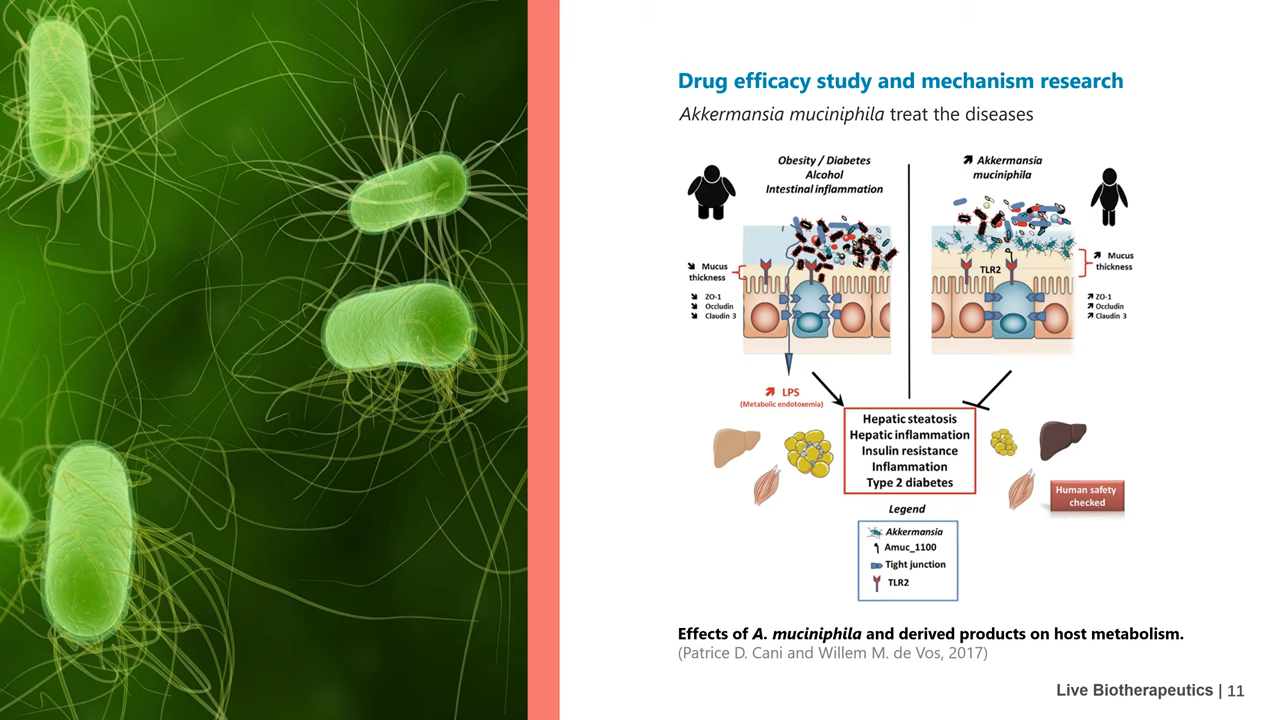 Drug efficacy study and mechanism research
Akkermansia muciniphila treat the diseases
Obesity / Diabetes
Alcohol
Intestinal inflammation
Akkermansia
muciniphila
Mucus
thickness
ZO-1
Occludin
Claudin 3
TLR2
Mucus
thickness
ZO-1
Occludin
Claudin 3
LPS
(Metabolic endotoxemia)
Hepatic steatosis
Hepatic inflammation
Insulin resistance
Inflammation
Type 2 diabetes
Human safety
checked
Legend
Akkermansia
Amuc_1100
Tight junction
TLR2
Effects of A. muciniphila and derived products on host metabolism.
(Patrice D. Cani and Willem M. de Vos, 2017)
Live Biotherapeutics | 11